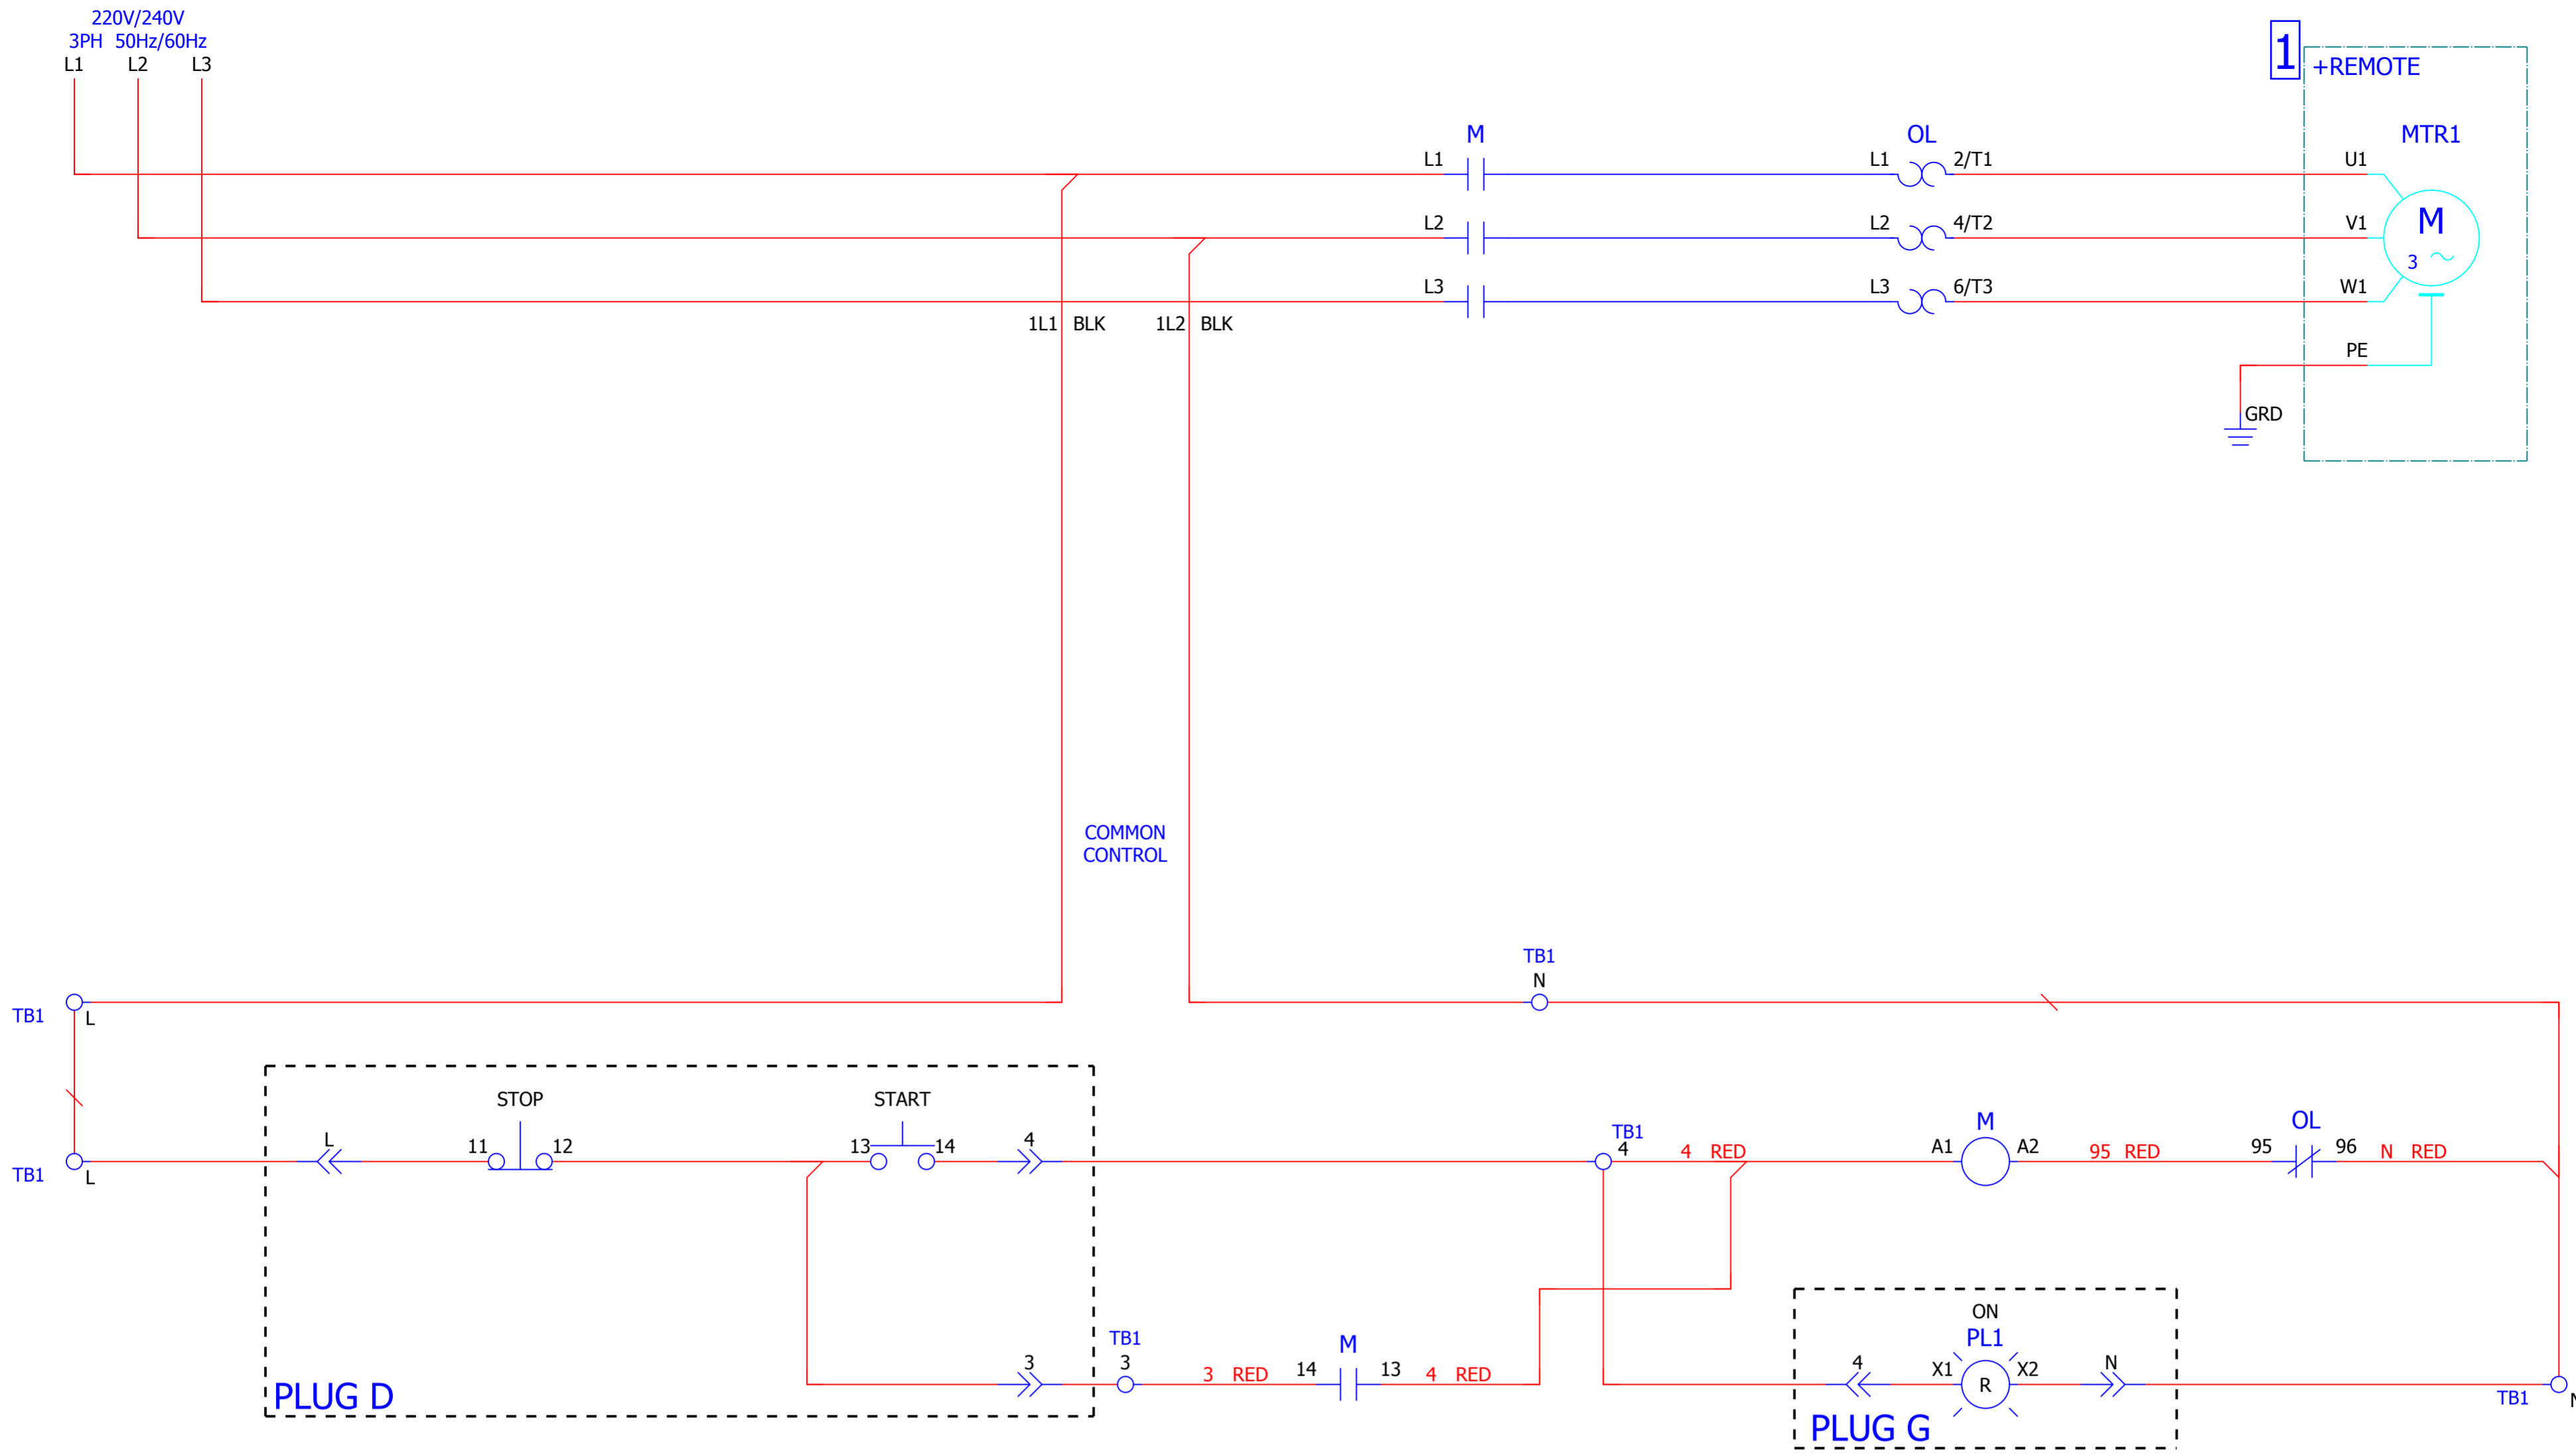 220V/240V
3PH 50Hz/60Hz
L1 L2 L3
1
+REMOTE
M OL MTR1
L1 L1 2/T1 U1
L2 L2 4/T2 V1
M
3
L3 L3 6/T3 W1
1L1 BLK 1L2 BLK
PE
GRD
COMMON
CONTROL
TB1
N
TB1 L
STOP START
M OL
TB1
L 11 12 13 14 4 4 4 RED A1 A2 95 RED 95 96 N RED
TB1 L
ON
TB1 M PL1
3 3 3 RED 14 13 4 RED 4 X1 X2 N
R
PLUG D
TB1 N
PLUG G